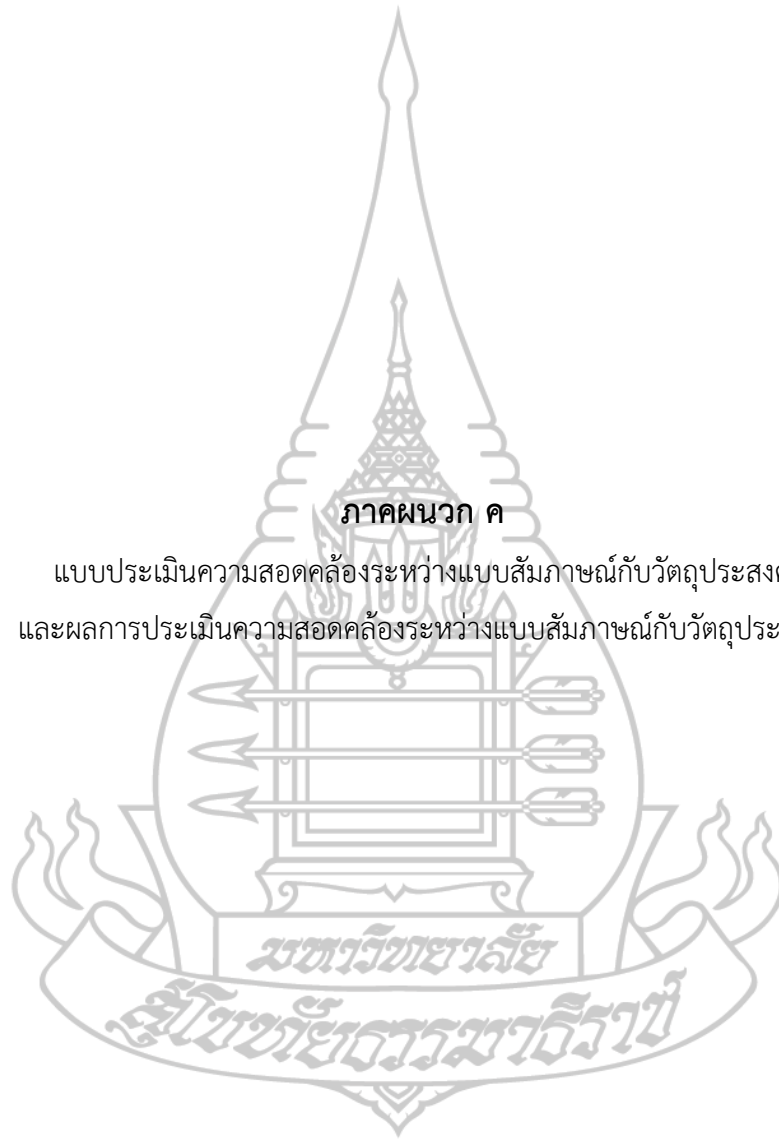 ภาคผนวก ค
แบบประเมินความสอดคล้องระหว่างแบบสัมภาษณ์กับวัตถุประสงค์
และผลการประเมินความสอดคล้องระหว่างแบบสัมภาษณ์กับวัตถุประ
มหาวิทยาลัย
สุโขทัยธรรมาธิราช